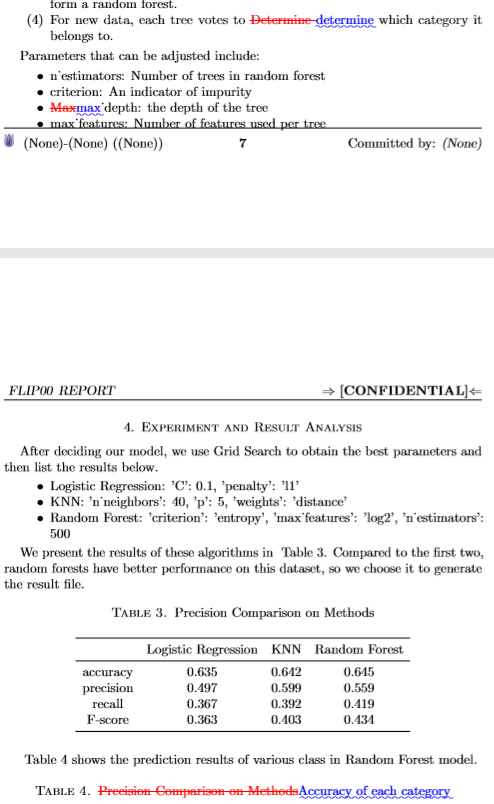 form a random forest.
(4) For new data, each tree votes to Determine determine which category it
belongs to.
Parameters that can be adjusted include:
• n˙estimators: Number of trees in random forest
• criterion: An indicator of impurity
• Maxmax˙depth: the depth of the tree
• max˙features: Number of features used per tree
(None)-(None) ((None)) 7 Committed by: (None)
FLIP00 REPORT ⇒ [CONFIDENTIAL]⇐
4. Experiment and Result Analysis
After deciding our model, we use Grid Search to obtain the best parameters and
then list the results below.
• Logistic Regression: ’C’: 0.1, ’penalty’: ’l1’
• KNN: ’n˙neighbors’: 40, ’p’: 5, ’weights’: ’distance’
• Random Forest: ’criterion’: ’entropy’, ’max˙features’: ’log2’, ’n˙estimators’:
500
We present the results of these algorithms in Table 3. Compared to the first two,
random forests have better performance on this dataset, so we choose it to generate
the result file.
Table 3. Precision Comparison on Methods
Logistic Regression KNN Random Forest
accuracy 0.635 0.642 0.645
precision 0.497 0.599 0.559
recall 0.367 0.392 0.419
F-score 0.363 0.403 0.434
Table 4 shows the prediction results of various class in Random Forest model.
Table 4. Precision Comparison on MethodsAccuracy of each category